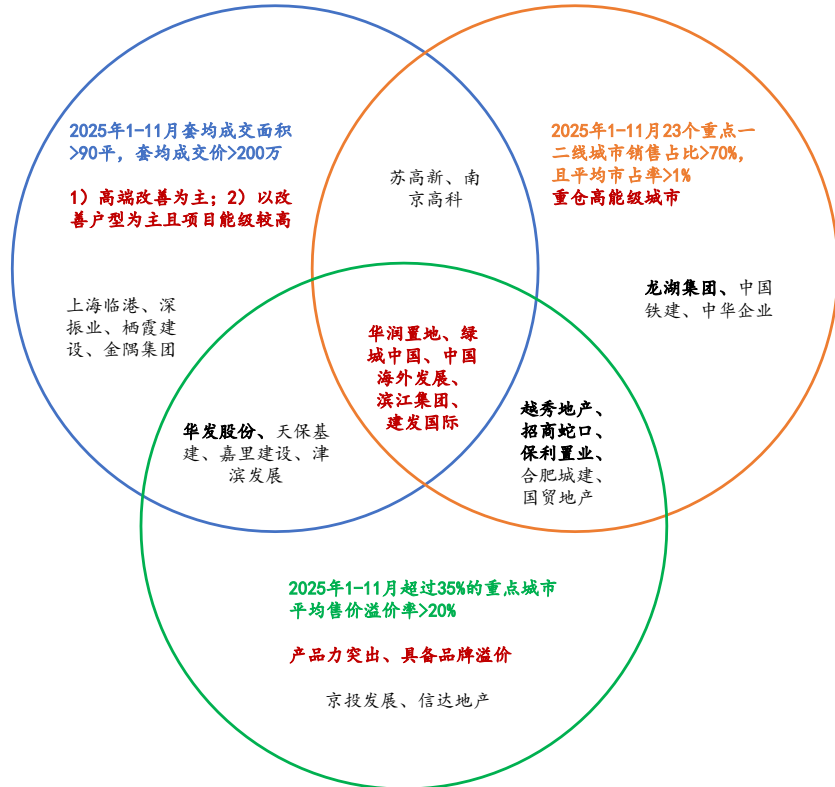 2025年1-11月套均成交面积
>90平，套均成交价>200万
1）高端改善为主；2）以改
善户型为主且项目能级较高
上海临港、深
振业、栖霞建
设、金隅集团
苏高新、南
京高科
2025年1-11月23个重点一
二线城市销售占比>70%，
且平均市占率>1%
重仓高能级城市
龙湖集团、中国
铁建、中华企业
华润置地、绿
城中国、中国
海外发展、
滨江集团、
建发国际
华发股份、天保基
建、嘉里建设、津
滨发展
越秀地产、
招商蛇口、
保利置业、
合肥城建、
国贸地产
2025年1-11月超过35%的重点城市
平均售价溢价率>20%
产品力突出、具备品牌溢价
京投发展、信达地产